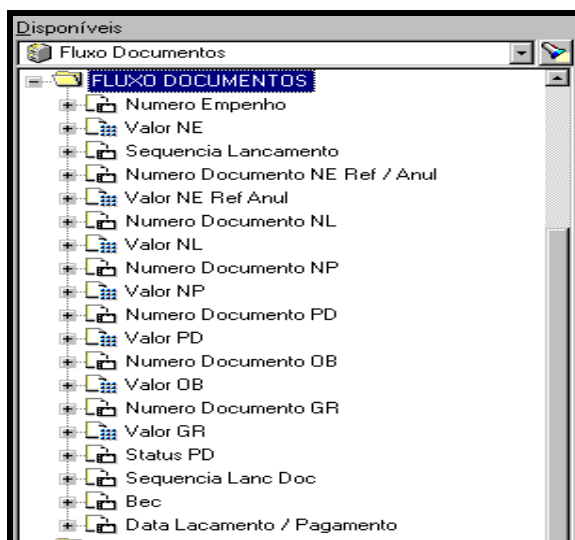 Disponíveis
Fluxo Documentos
FLUXO DOCUMENTOS
Numero Empenho
Valor NE
Sequencia Lancamento
Numero Documento NE Ref / Anul
Valor NE Ref Anul
Numero Documento NL
Valor NL
Numero Documento NP
Valor NP
Numero Documento PD
Valor PD
Numero Documento OB
Valor OB
Numero Documento GR
Valor GR
Status PD
Sequencia Lanc Doc
Bec
Data Lacamento / Pagamento